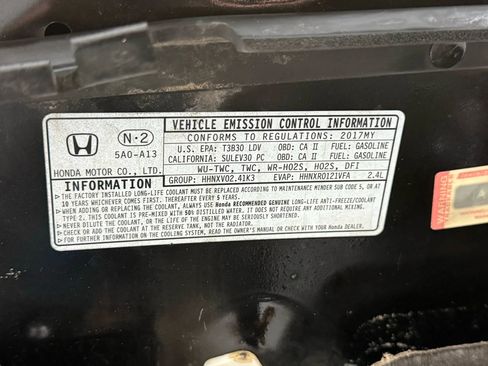 VEHICLE EMISSION CONTROL INFORMATION
CONFORMS TO REGULATIONS: 2017MY
N·2
5A0-A13
U.S. EPA: T3B30 LDV OBD: CA II FUEL: GASOLINE
CALIFORNIA: SULEV30 PC OBD: CA II FUEL: GASOLINE
HONDA MOTOR CO., LTD.
WU-TWC, TWC, WR-HO2S, HO2S, DFI
INFORMATION
GROUP: HHNXV02.41K3 EVAP: HHNXR0121VFA 2.4L
THE FACTORY INSTALLED LONG-LIFE COOLANT MUST BE REPLACED ACCORDING TO MAINTENANCE MINDER SUB CODE 5, OR AT
10 YEARS WHICHEVER COMES FIRST. THEREAFTER EVERY 5 YEARS.
WHEN ADDING OR REPLACING COOLANT, ALWAYS USE Honda RECOMMENDED GENUINE LONG-LIFE ANTI-FREEZE/COOLANT
TYPE 2. THIS IS PRE-MIXED WITH 50% DISTILLED WATER, IT DOES NOT REQUIRE ANY ADDITIONAL MIXING.
NEVER DILUTE THE COOLANT, OR THE ENGINE MAY BE SERIOUSLY DAMAGED.
CHECK OR ADD THE COOLANT AT THE RESERVE TANK, NOT THE RADIATOR.
FOR FURTHER INFORMATION ON THE COOLING SYSTEM, READ THE OWNER'S MANUAL OR CHECK WITH YOUR HONDA DEALER.
WARNING